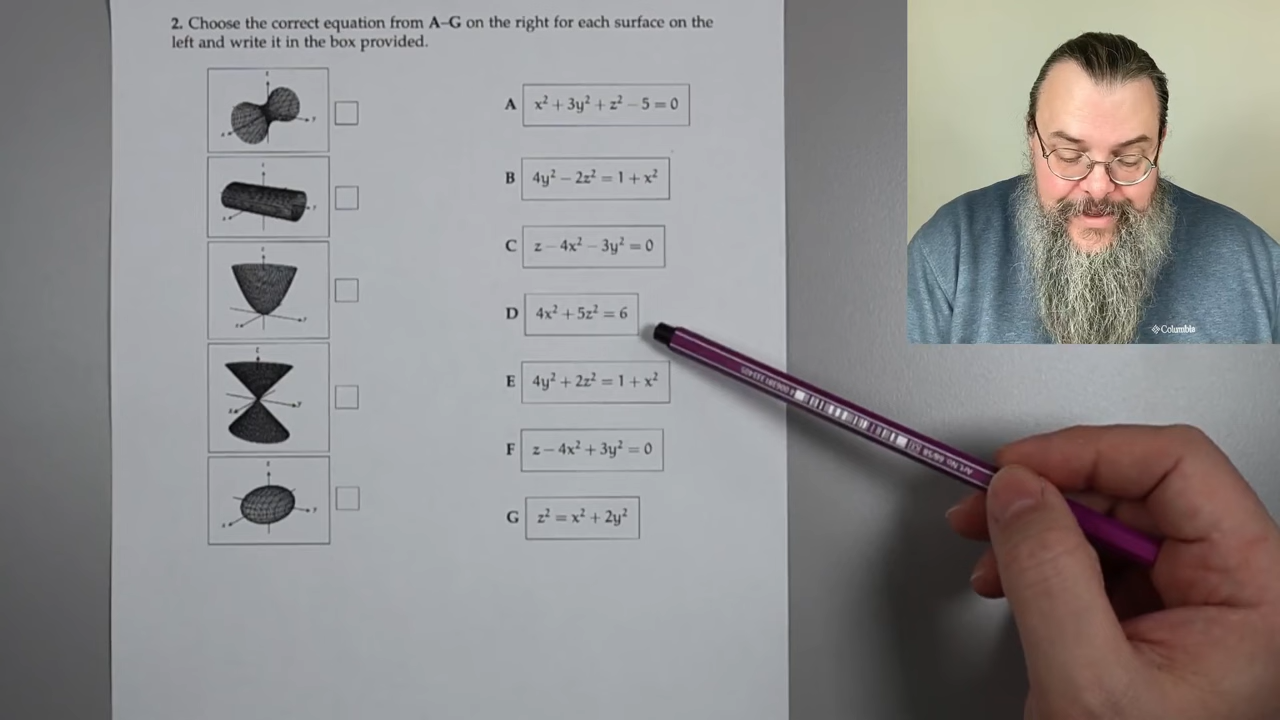 2. Choose the correct equation from A–G on the right for each surface on the
left and write it in the box provided.
A x² + 3y² + z² − 5 = 0
B 4y² − 2z² = 1 + x²
C z − 4x² − 3y² = 0
D 4x² + 5z² = 6
E 4y² + 2z² = 1 + x²
F z − 4x² + 3y² = 0
G z² = x² + 2y²
Columbia